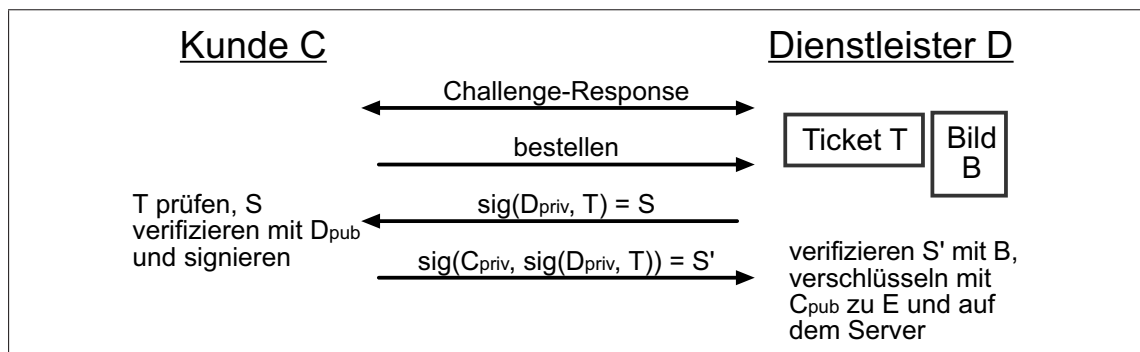 Kunde C
Dienstleister D
Challenge-Response
Ticket T
Bild
B
bestellen
T prüfen, S
verifizieren mit Dpub
und signieren
sig(Dpriv, T) = S
sig(Cpriv, sig(Dpriv, T)) = S'
verifizieren S' mit B,
verschlüsseln mit
Cpub zu E und auf
dem Server